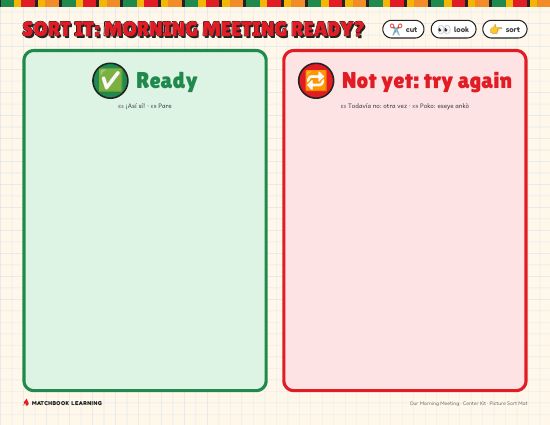 SORT IT: MORNING MEETING READY?
cut
look
sort
Ready
¡Así sí! · Pare
Not yet: try again
Todavía no: otra vez · Poko: eseye ankò
MATCHBOOK LEARNING
Our Morning Meeting · Center Kit · Picture Sort Mat